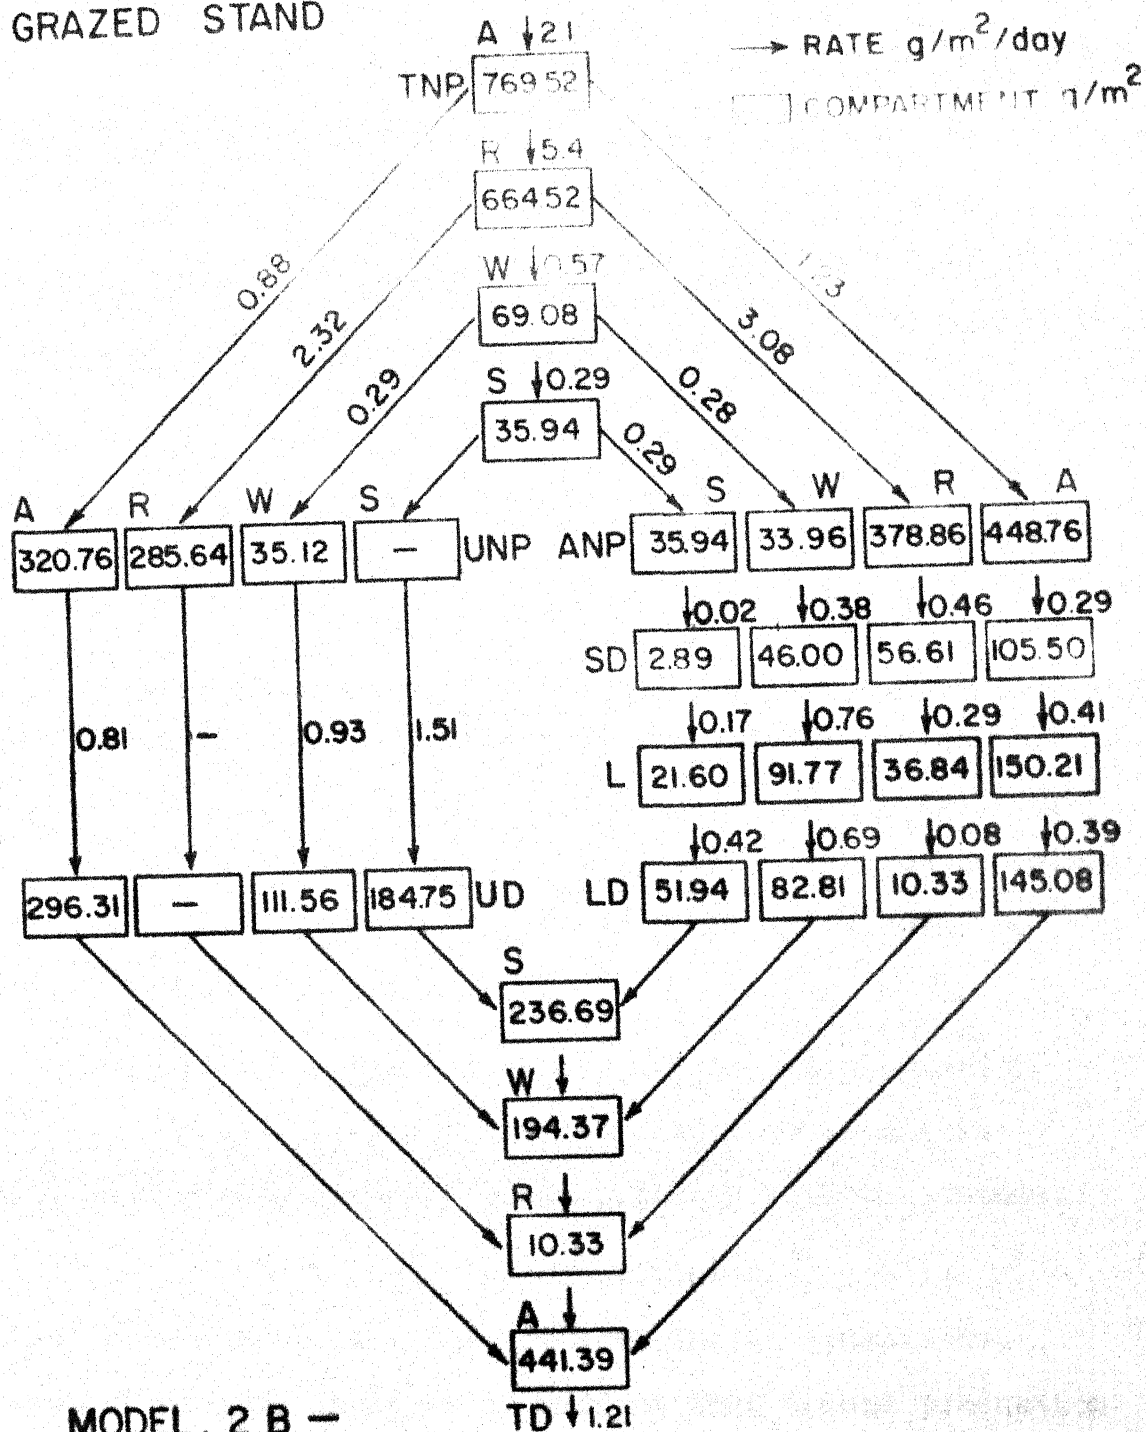 GRAZED STAND
A 2.1
→ RATE g/m²/day
TNP 769.52
COMPARTMENT g/m²
R 5.4
664.52
W 0.57
69.08
S 0.29
35.94
0.88 2.32 0.29 0.29 0.28 3.08 1.23
A R W S S W R A
320.76 285.64 35.12 – UNP ANP 35.94 33.96 378.86 448.76
0.02 0.38 0.46 0.29
SD 2.89 46.00 56.61 105.50
0.81 – 0.93 1.51 0.17 0.76 0.29 0.41
L 21.60 91.77 36.84 150.21
0.42 0.69 0.08 0.39
296.31 – 111.56 184.75 UD LD 51.94 82.81 10.33 145.08
S
236.69
W
194.37
R
10.33
A
441.39
MODEL. 2 B –
TD 1.21